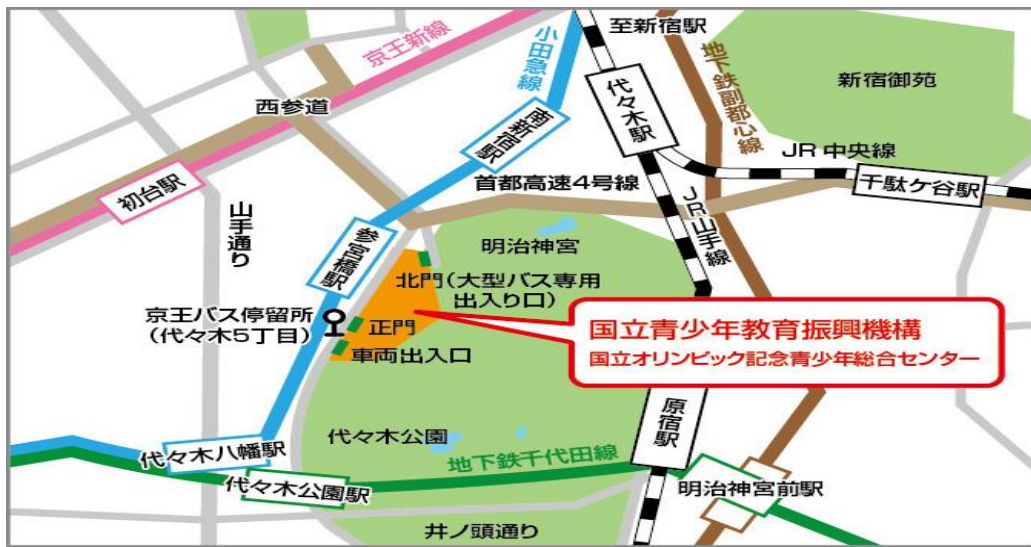 至新宿駅
京王新線
小田急線
地下鉄副都心線
新宿御苑
代々木駅
西参道
南新宿駅
JR中央線
千駄ケ谷駅
初台駅
首都高速4号線
JR山手線
山手通り
参宮橋駅
明治神宮
北門(大型バス専用
出入り口)
京王バス停留所
(代々木5丁目)
正門
車両出入口
国立青少年教育振興機構
国立オリンピック記念青少年総合センター
原宿駅
代々木公園
代々木八幡駅
地下鉄千代田線
代々木公園駅
明治神宮前駅
井ノ頭通り